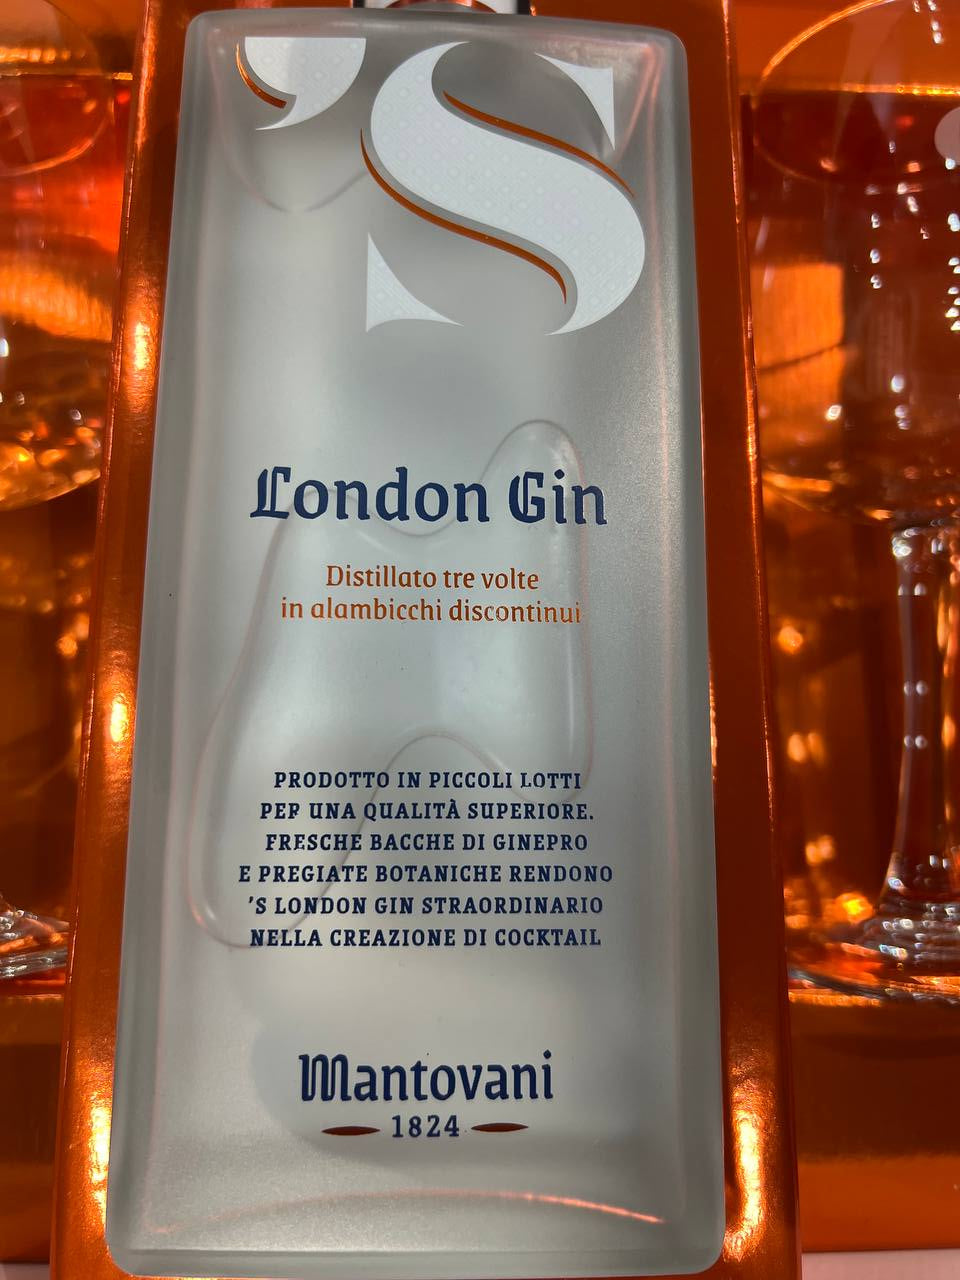 'S
London Gin
Distillato tre volte
in alambicchi discontinui
PRODOTTO IN PICCOLI LOTTI
PER UNA QUALITÀ SUPERIORE.
FRESCHE BACCHE DI GINEPRO
E PREGIATE BOTANICHE RENDONO
'S LONDON GIN STRAORDINARIO
NELLA CREAZIONE DI COCKTAIL
Mantovani
1824